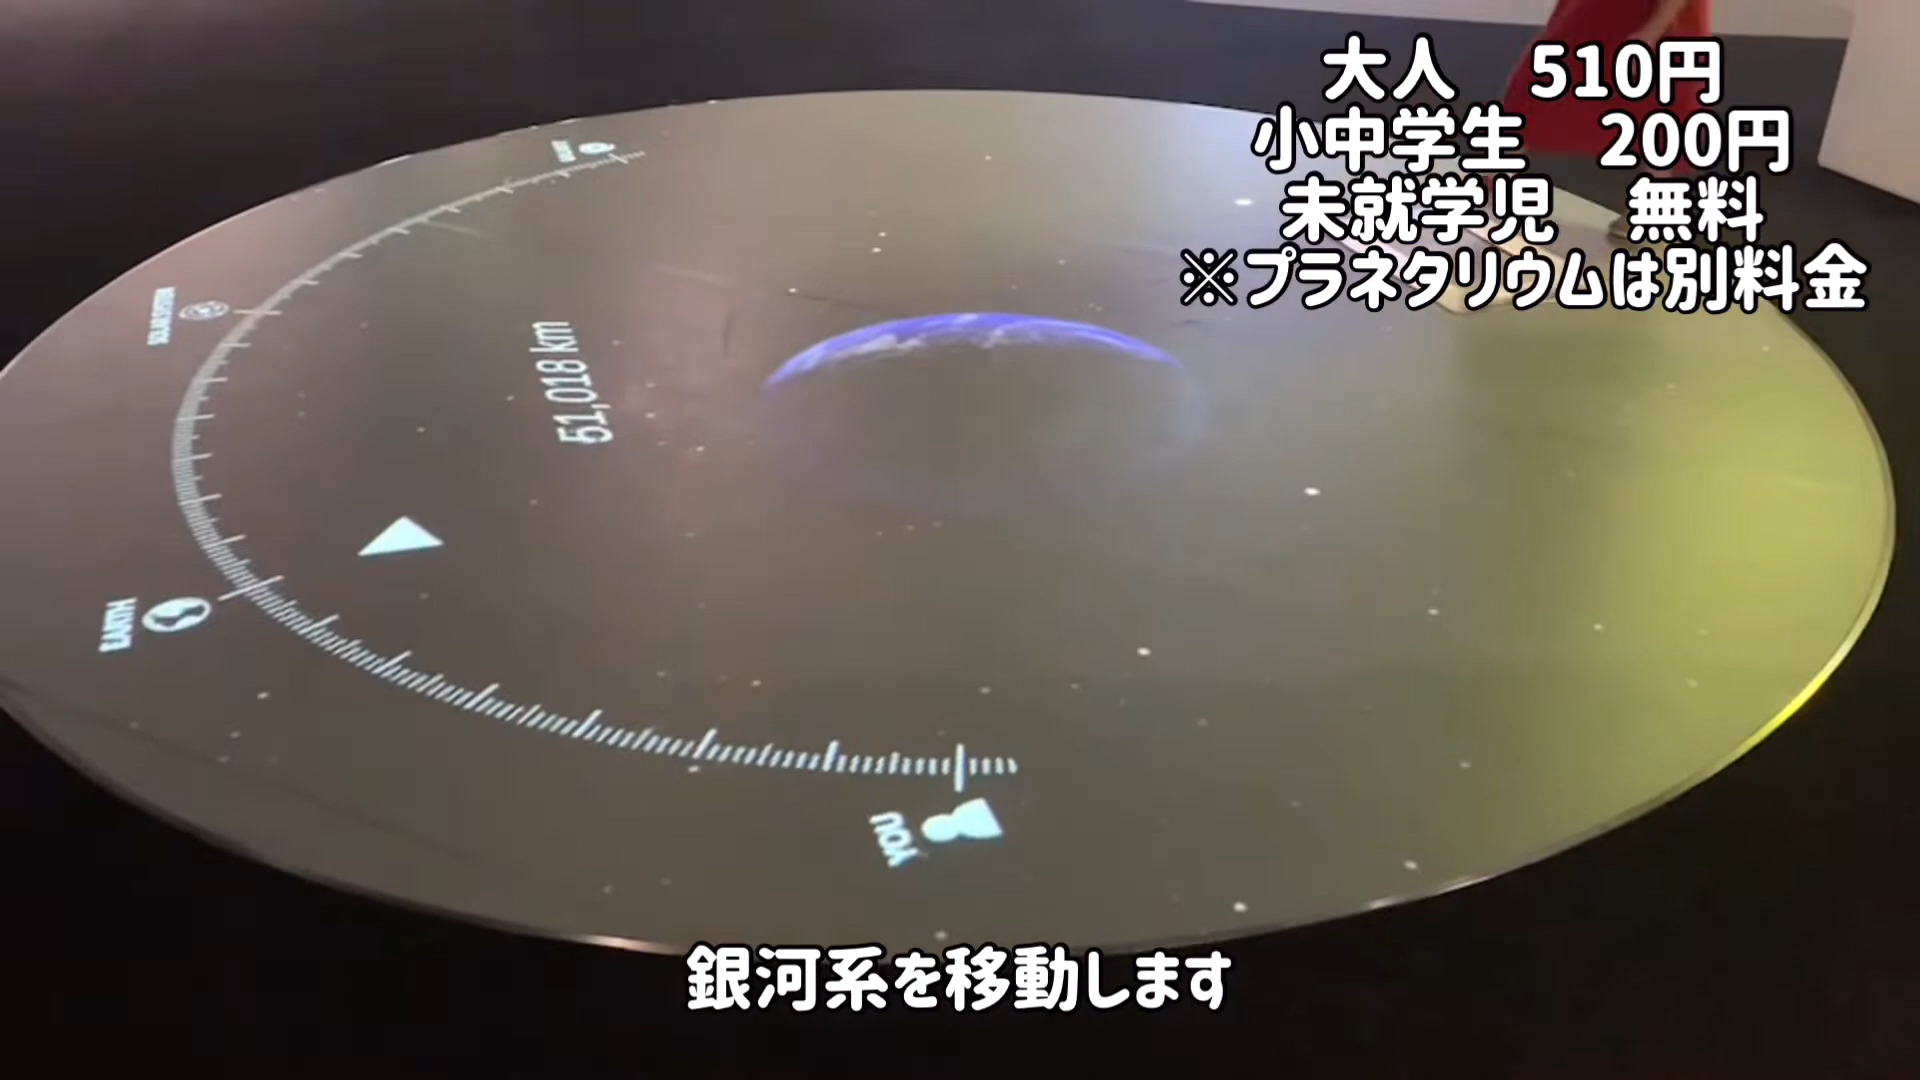 大人 510円
小中学生 200円
未就学児 無料
※プラネタリウムは別料金
SOLAR SYSTEM
51,018 km
EARTH
YOU
銀河系を移動します